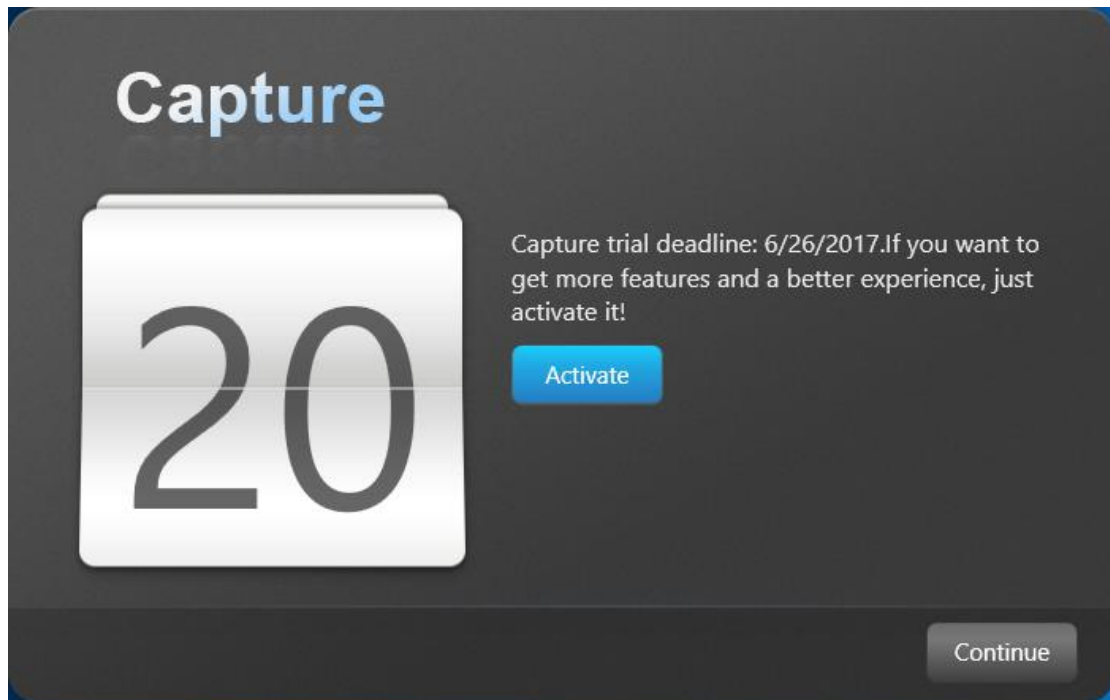 Capture
20
Capture trial deadline: 6/26/2017.If you want to
get more features and a better experience, just
activate it!
Activate
Continue